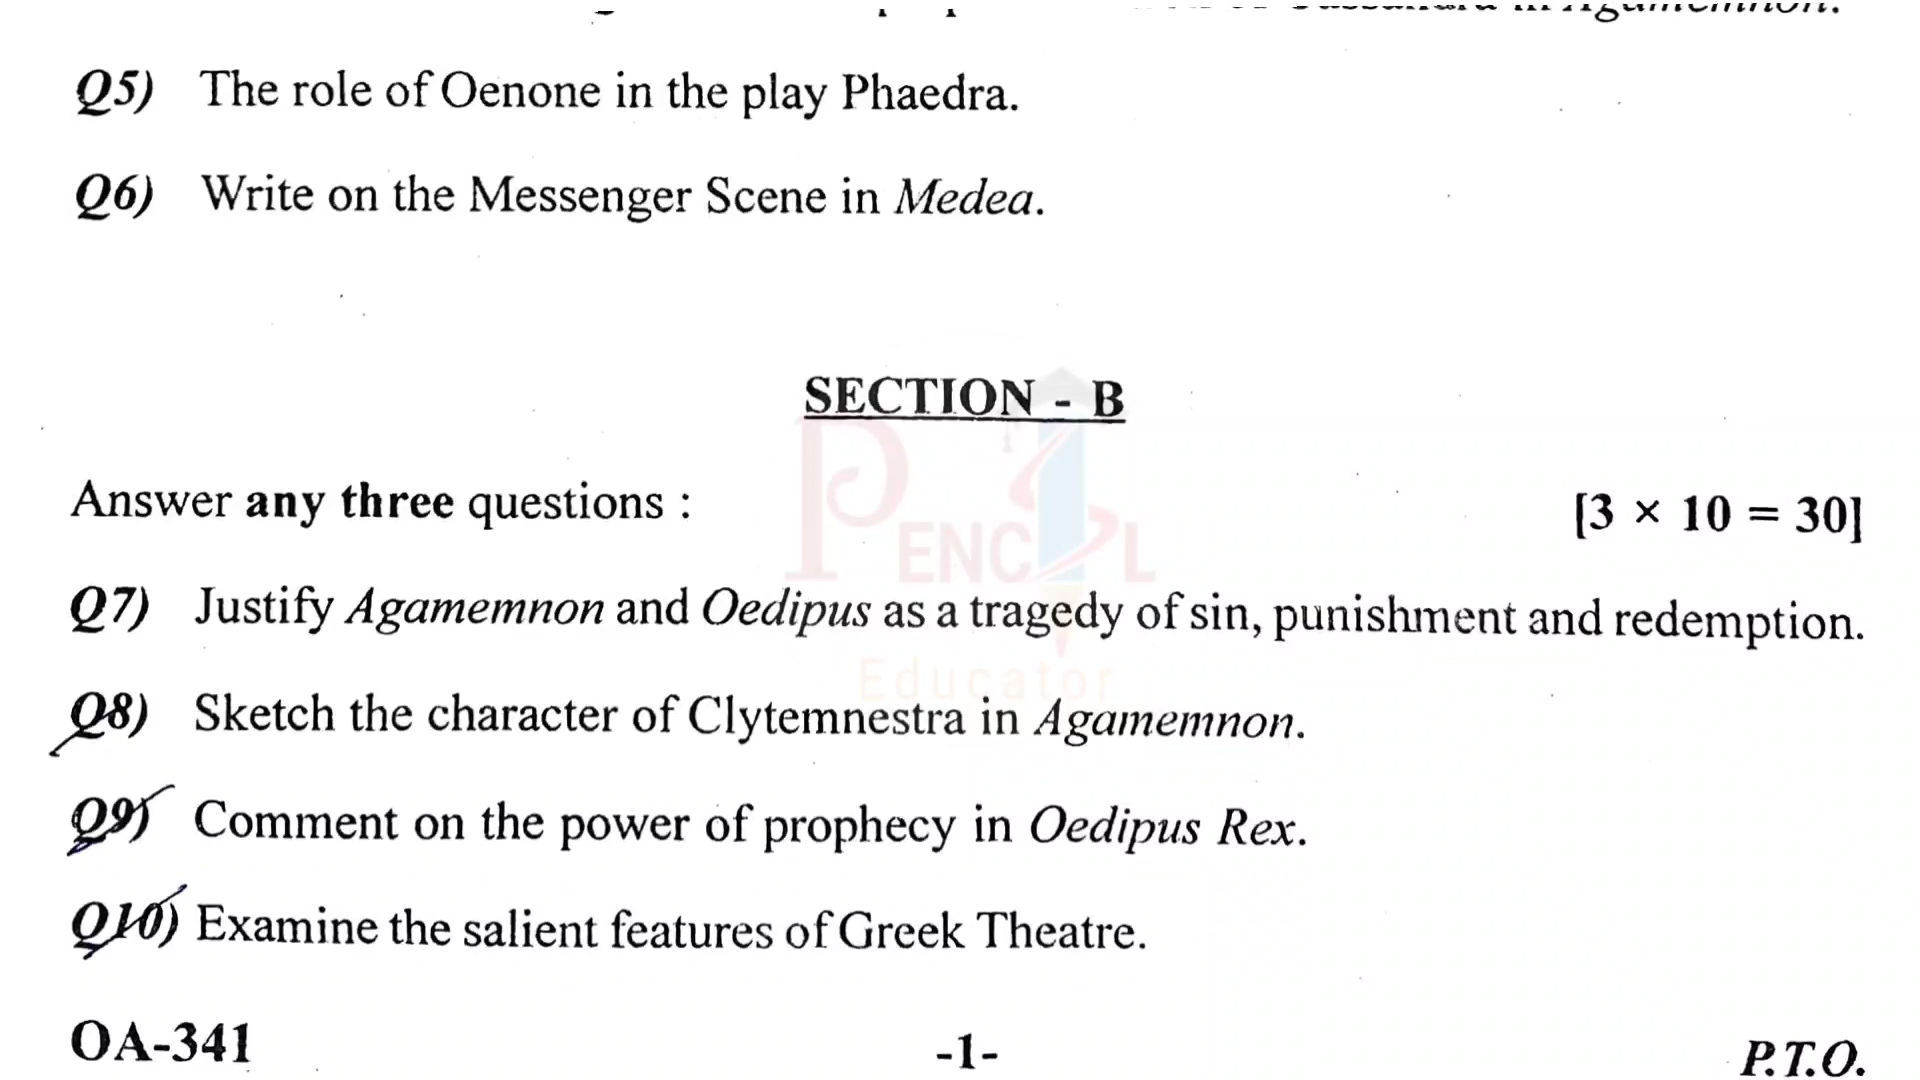 Agamemnon.
Q5) The role of Oenone in the play Phaedra.
Q6) Write on the Messenger Scene in Medea.
SECTION - B
Answer any three questions :
[3 × 10 = 30]
Q7) Justify Agamemnon and Oedipus as a tragedy of sin, punishment and redemption.
Q8) Sketch the character of Clytemnestra in Agamemnon.
Q9) Comment on the power of prophecy in Oedipus Rex.
Q10) Examine the salient features of Greek Theatre.
OA-341
-1-
P.T.O.
PENCIL
Educator